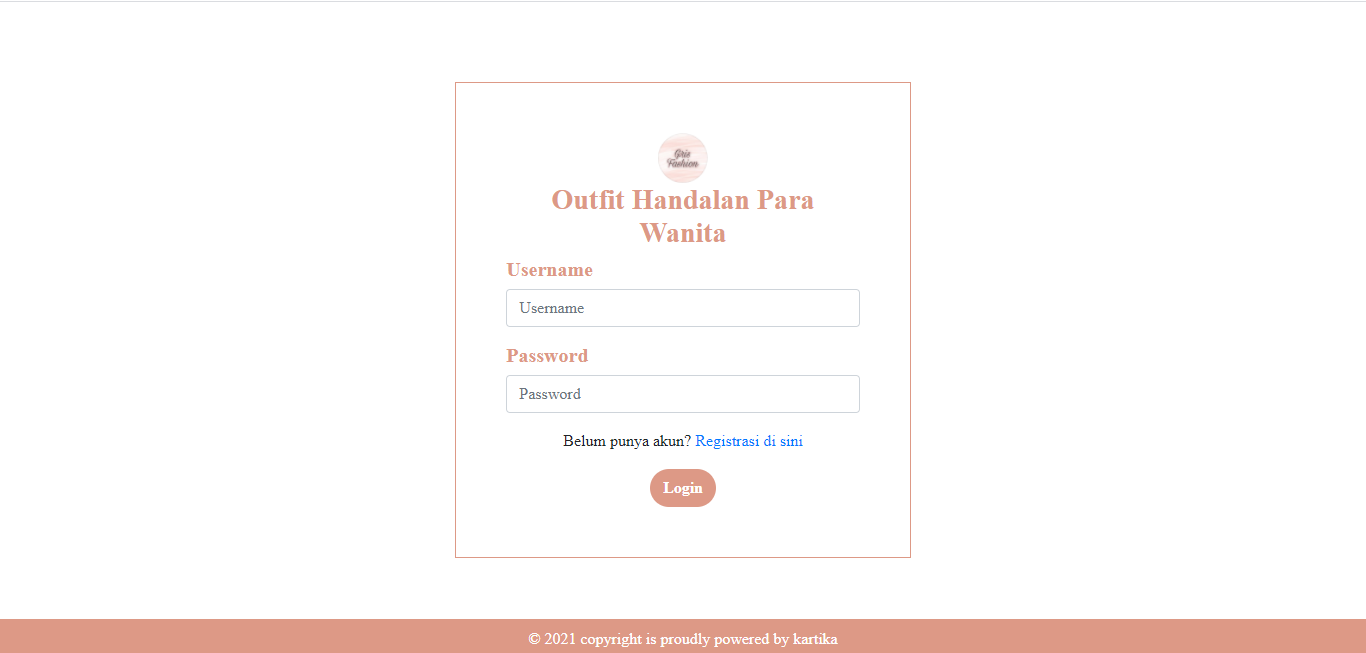 Gris
Fashion
Outfit Handalan Para
Wanita
Username
Username
Password
Password
Belum punya akun? Registrasi di sini
Login
© 2021 copyright is proudly powered by kartika